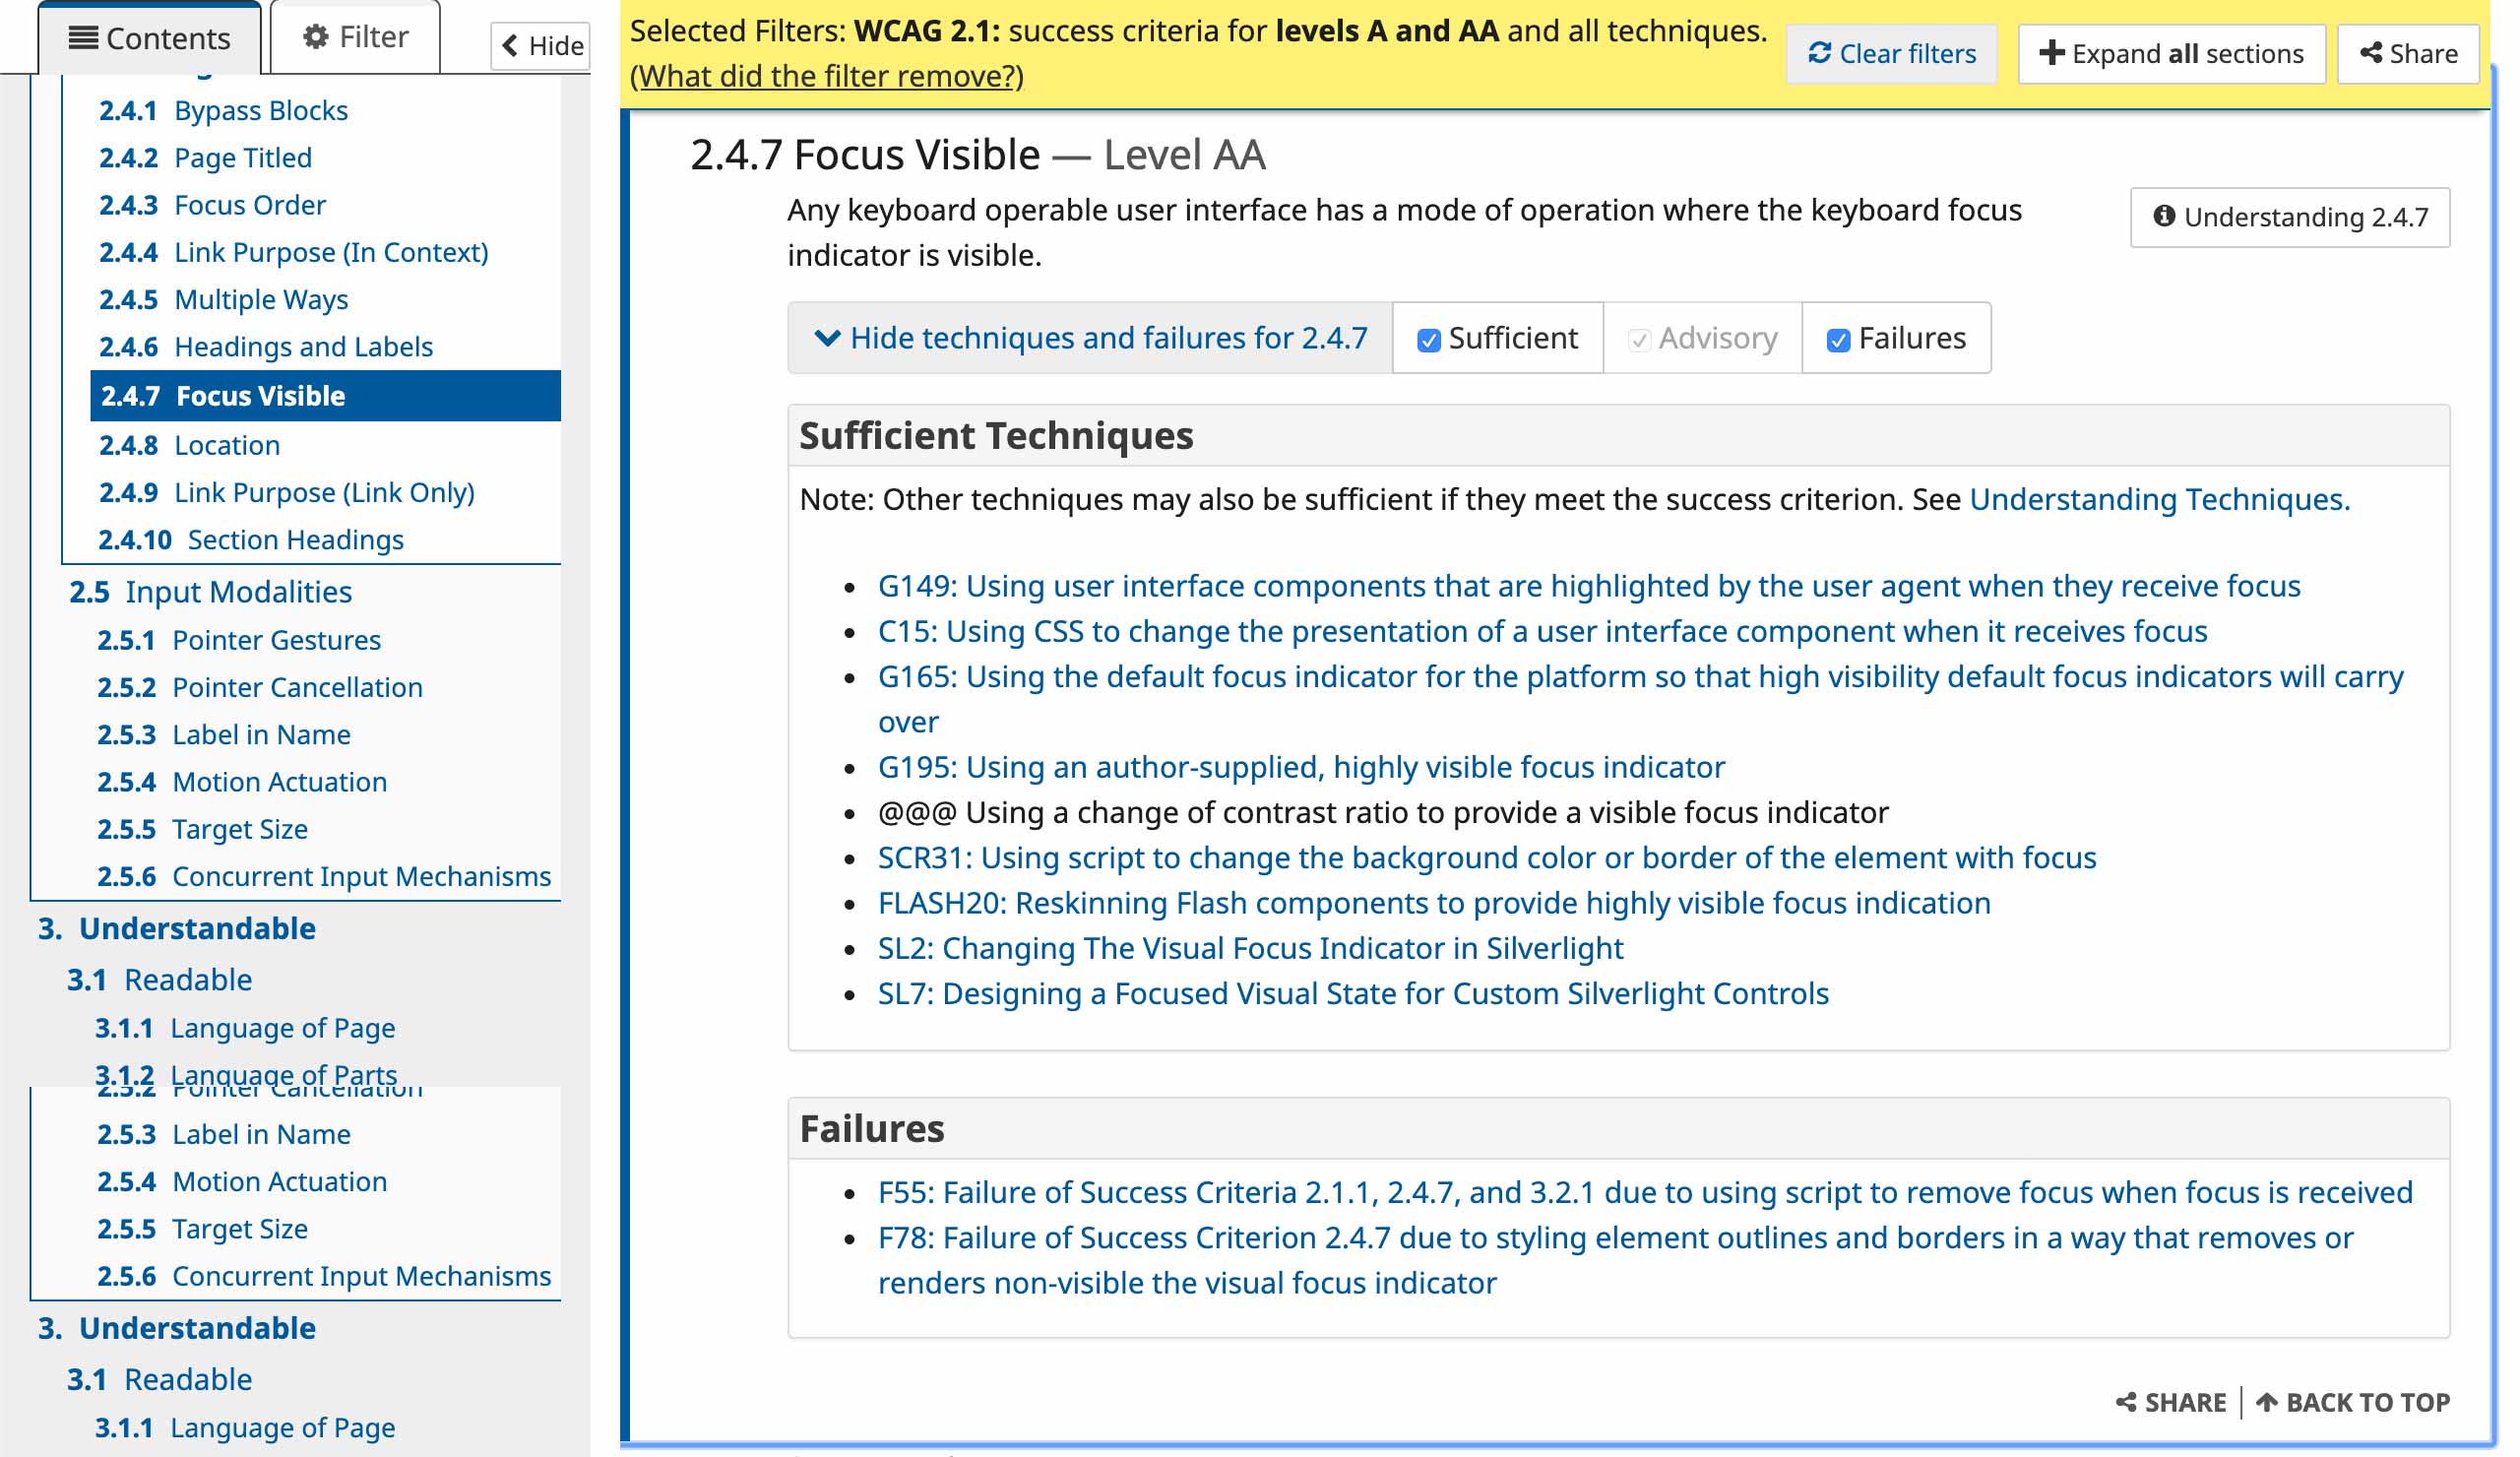 Contents
Filter
Hide
2.4.1 Bypass Blocks
2.4.2 Page Titled
2.4.3 Focus Order
2.4.4 Link Purpose (In Context)
2.4.5 Multiple Ways
2.4.6 Headings and Labels
2.4.7 Focus Visible
2.4.8 Location
2.4.9 Link Purpose (Link Only)
2.4.10 Section Headings
2.5 Input Modalities
2.5.1 Pointer Gestures
2.5.2 Pointer Cancellation
2.5.3 Label in Name
2.5.4 Motion Actuation
2.5.5 Target Size
2.5.6 Concurrent Input Mechanisms
3. Understandable
3.1 Readable
3.1.1 Language of Page
3.1.2 Language of Parts
2.5.2 Pointer Cancellation
2.5.3 Label in Name
2.5.4 Motion Actuation
2.5.5 Target Size
2.5.6 Concurrent Input Mechanisms
3. Understandable
3.1 Readable
3.1.1 Language of Page
Selected Filters: WCAG 2.1: success criteria for levels A and AA and all techniques.
(What did the filter remove?)
Clear filters
Expand all sections
Share
2.4.7 Focus Visible — Level AA
Any keyboard operable user interface has a mode of operation where the keyboard focus
indicator is visible.
Understanding 2.4.7
Hide techniques and failures for 2.4.7
Sufficient
Advisory
Failures
Sufficient Techniques
Note: Other techniques may also be sufficient if they meet the success criterion. See Understanding Techniques.
• G149: Using user interface components that are highlighted by the user agent when they receive focus
• C15: Using CSS to change the presentation of a user interface component when it receives focus
• G165: Using the default focus indicator for the platform so that high visibility default focus indicators will carry
over
• G195: Using an author-supplied, highly visible focus indicator
• @@@ Using a change of contrast ratio to provide a visible focus indicator
• SCR31: Using script to change the background color or border of the element with focus
• FLASH20: Reskinning Flash components to provide highly visible focus indication
• SL2: Changing The Visual Focus Indicator in Silverlight
• SL7: Designing a Focused Visual State for Custom Silverlight Controls
Failures
• F55: Failure of Success Criteria 2.1.1, 2.4.7, and 3.2.1 due to using script to remove focus when focus is received
• F78: Failure of Success Criterion 2.4.7 due to styling element outlines and borders in a way that removes or
renders non-visible the visual focus indicator
SHARE
BACK TO TOP